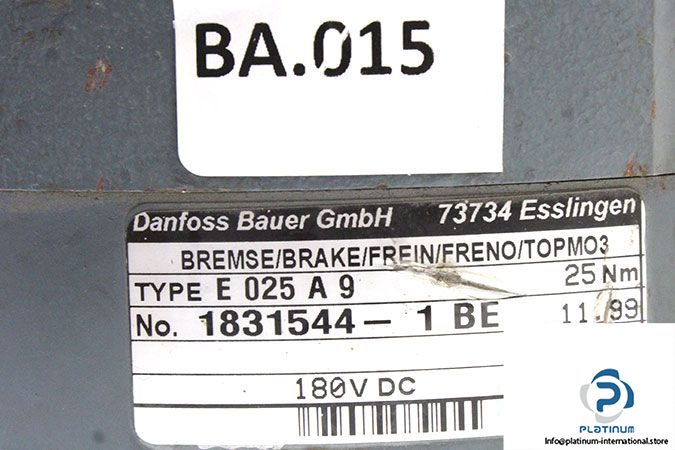 BA.015
Danfoss Bauer GmbH 73734 Esslingen
BREMSE/BRAKE/FREIN/FRENO/TOPMO3
TYPE E 025 A 9 25 Nm
No. 1831544 - 1 BE 11.99
180V DC
PLATINUM
info@platinum-international.store